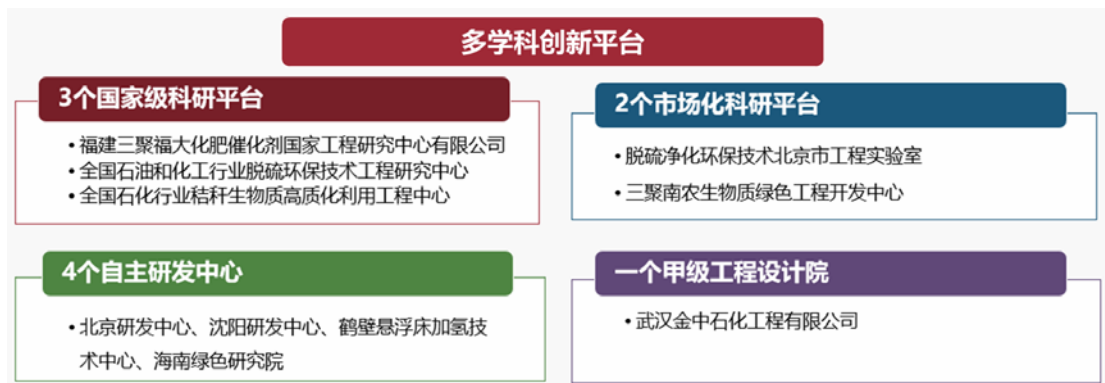 多学科创新平台
3个国家级科研平台
•福建三聚福大化肥催化剂国家工程研究中心有限公司
•全国石油和化工行业脱硫环保技术工程研究中心
•全国石化行业秸秆生物质高质化利用工程中心
2个市场化科研平台
•脱硫净化环保技术北京市工程实验室
•三聚南农生物质绿色工程开发中心
4个自主研发中心
•北京研发中心、沈阳研发中心、鹤壁悬浮床加氢技
术中心、海南绿色研究院
一个甲级工程设计院
•武汉金中石化工程有限公司